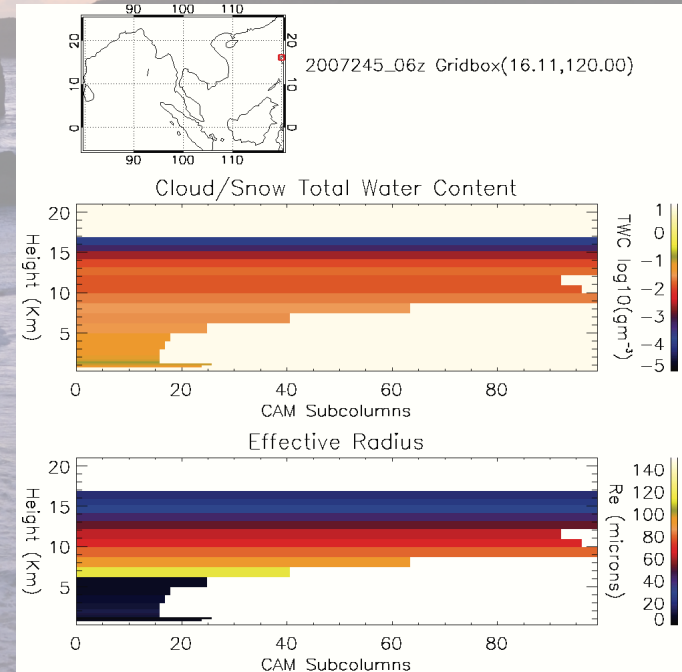 90 100 110
20 20
10 10
0 0
90 100 110
2007245_06z Gridbox(16.11,120.00)
Cloud/Snow Total Water Content
20
15
10
5
Height (Km)
0 20 40 60 80
CAM Subcolumns
1
0
-1
-2
-3
-4
-5
TWC log10(gm⁻³)
Effective Radius
20
15
10
5
Height (Km)
0 20 40 60 80
CAM Subcolumns
140
120
100
80
60
40
20
0
Re (microns)